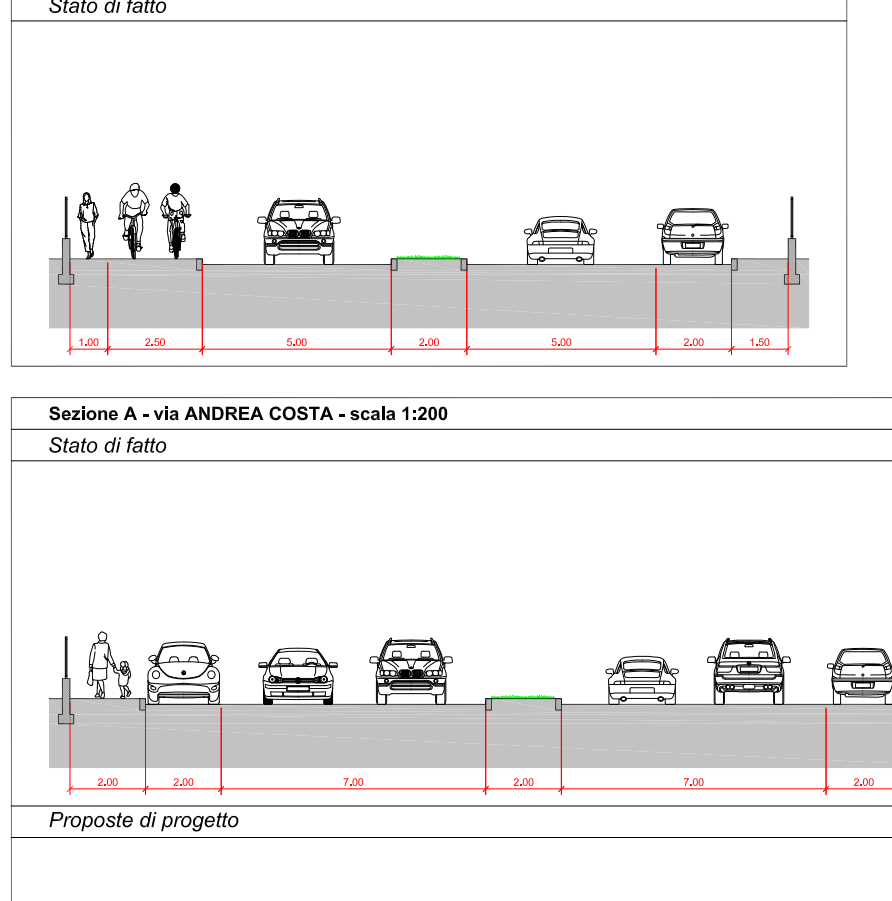 Stato di fatto
1.00 2.50 5.00 2.00 5.00 2.00 1.50
Sezione A - via ANDREA COSTA - scala 1:200
Stato di fatto
2.00 2.00 7.00 2.00 7.00 2.00
Proposte di progetto